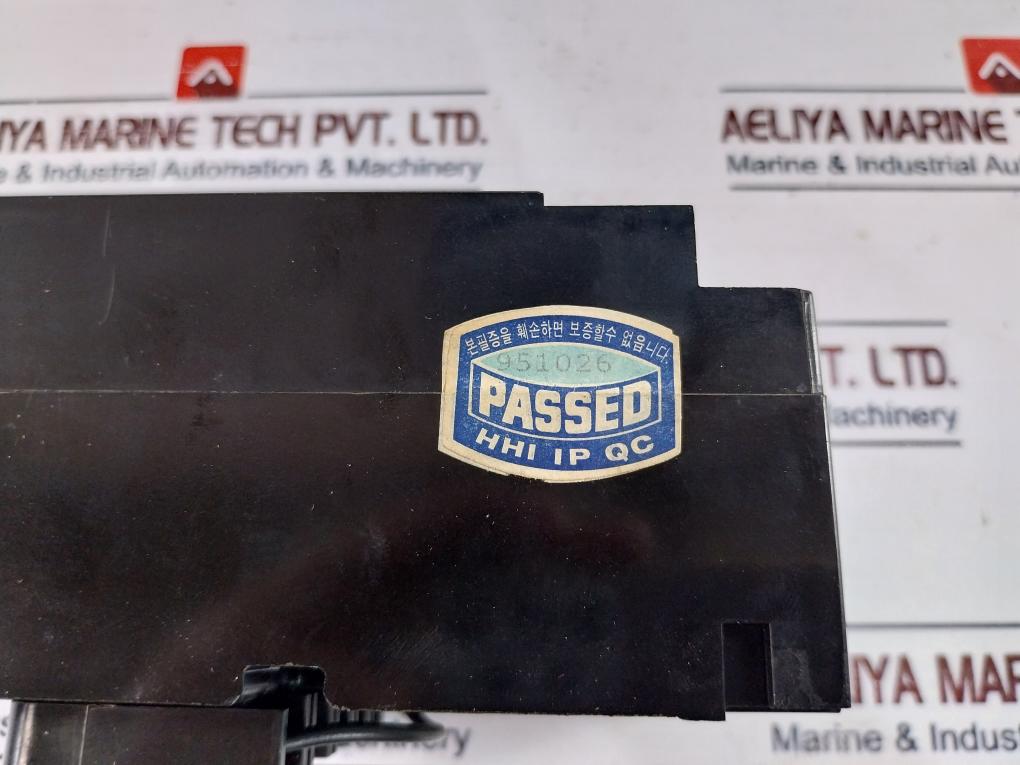 AELIYA MARINE
Marine & Industrial Au
IYA MARINE TECH PVT. LTD.
& Industrial Automation & Machinery
본필증을 훼손하면 보증할수 없읍니다.
951026
PASSED
HHI IP QC
T. LTD.
achinery
IYA MAR
Marine & Indus
& Machinery